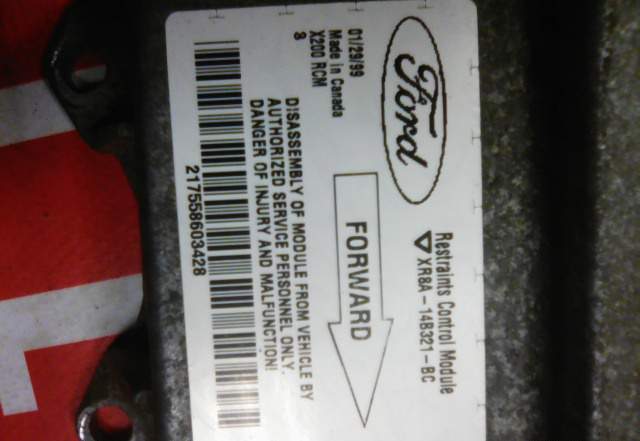 Ford
Restraints Control Module
XR8A - 14B321 - BC
01/29/99
Made in Canada
X200 RCM
8
FORWARD
DISASSEMBLY OF MODULE FROM VEHICLE BY
AUTHORIZED SERVICE PERSONNEL ONLY.
DANGER OF INJURY AND MALFUNCTION!
217558603428